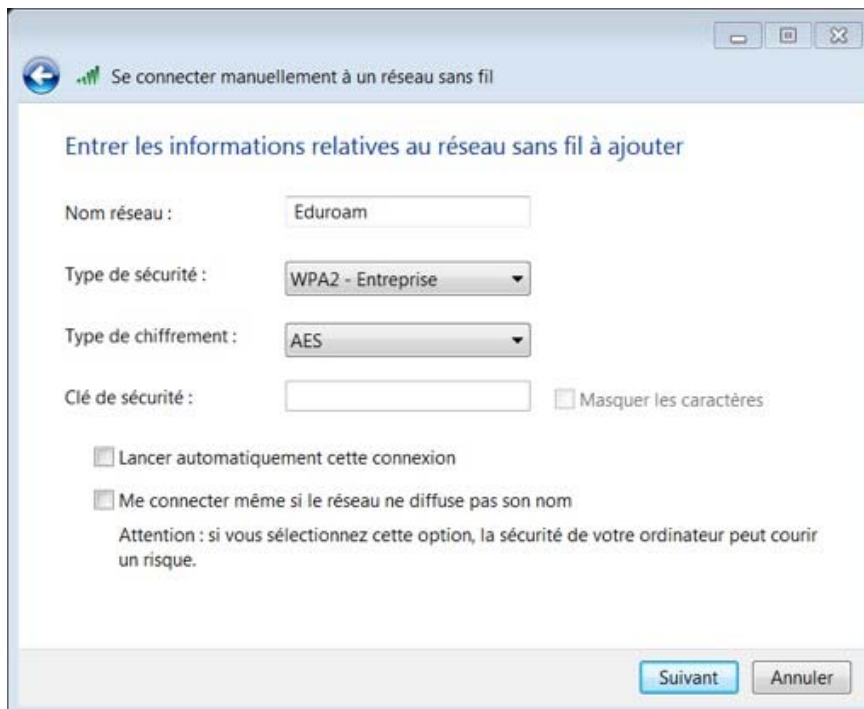 Se connecter manuellement à un réseau sans fil
Entrer les informations relatives au réseau sans fil à ajouter
Nom réseau : Eduroam
Type de sécurité : WPA2 - Entreprise
Type de chiffrement : AES
Clé de sécurité : Masquer les caractères
Lancer automatiquement cette connexion
Me connecter même si le réseau ne diffuse pas son nom
Attention : si vous sélectionnez cette option, la sécurité de votre ordinateur peut courir
un risque.
Suivant Annuler